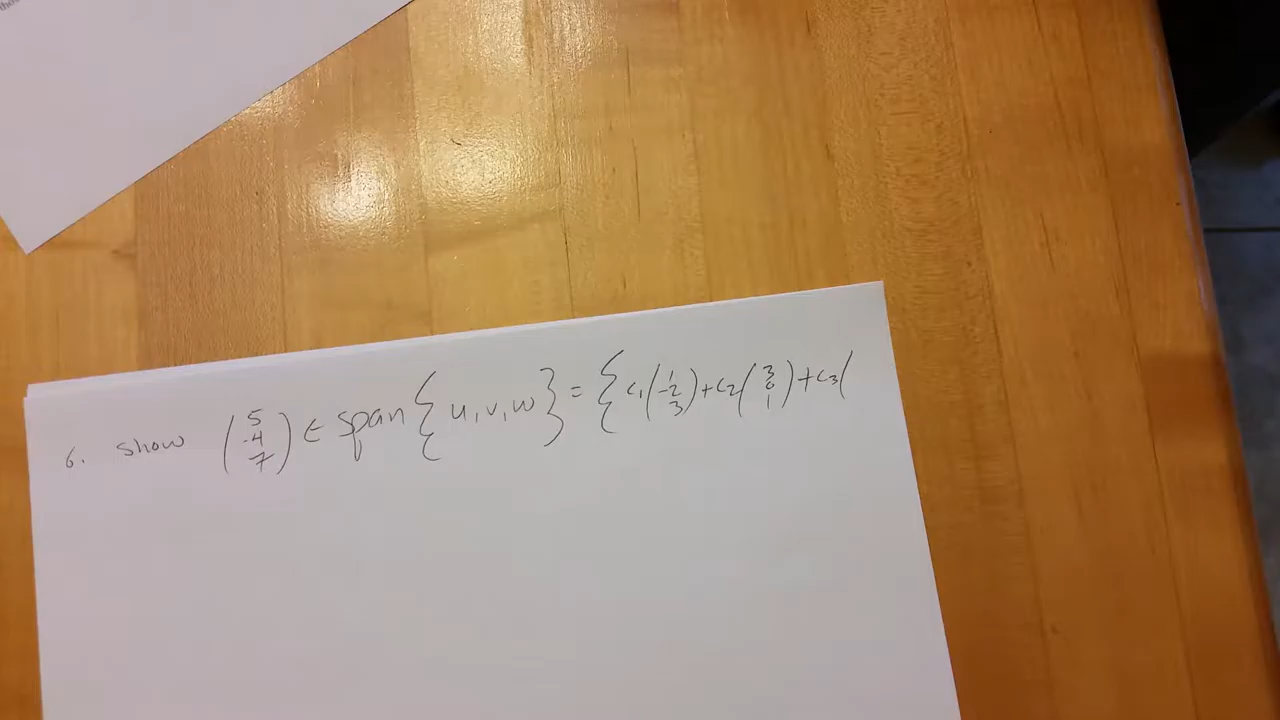 6. show (5 -4 7) ∈ span{u,v,w} = {c1(1 -2 3)+c2(3 0 1)+c3(